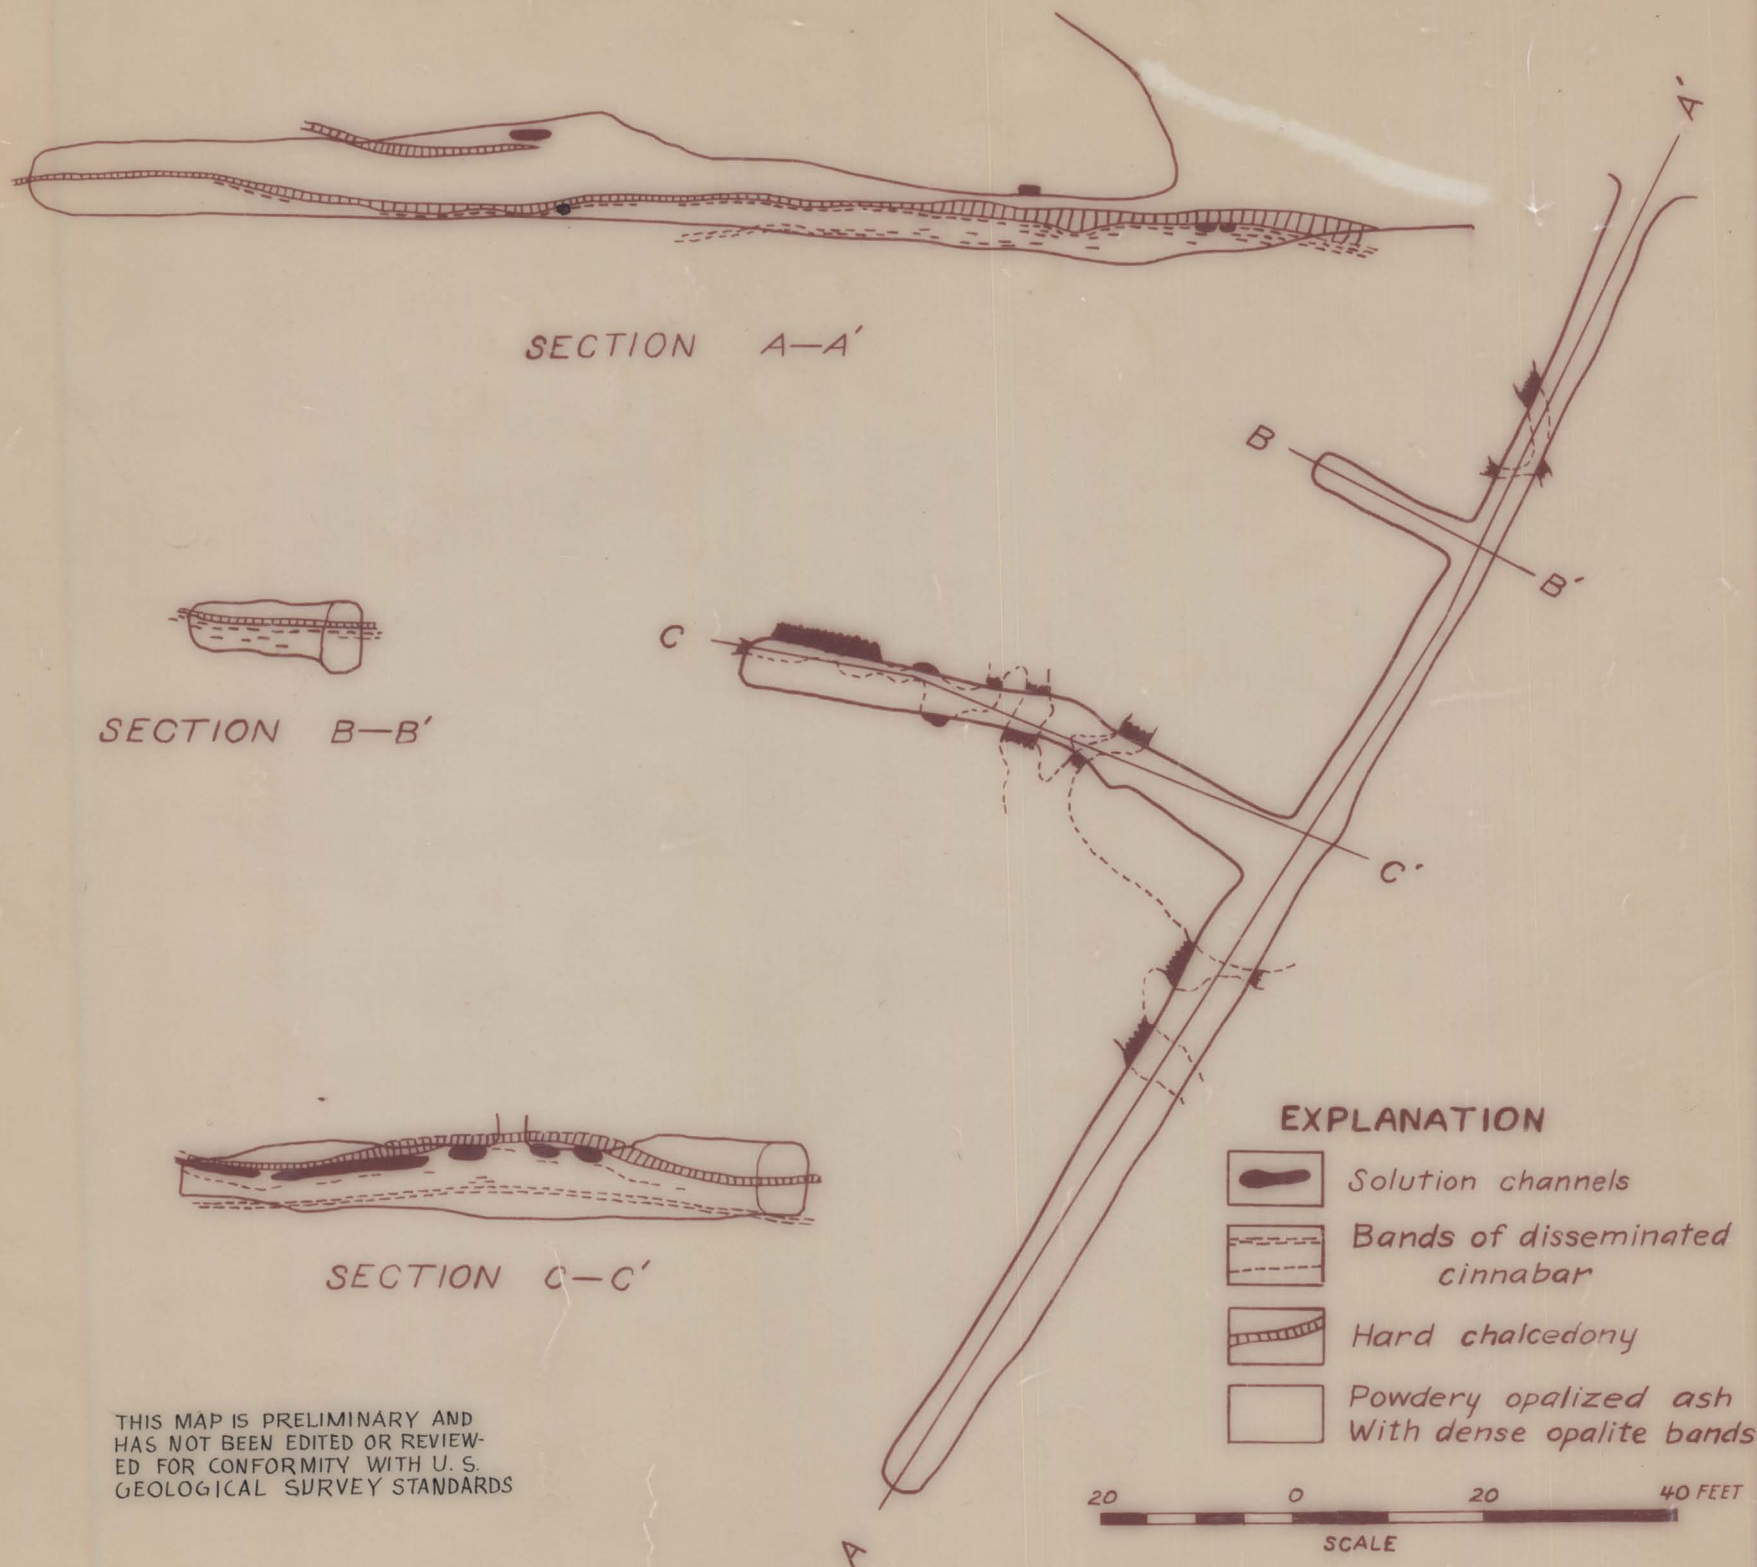 A'
SECTION A—A'
B
B'
C
SECTION B—B'
C'
EXPLANATION
Solution channels
Bands of disseminated
cinnabar
SECTION C—C'
Hard chalcedony
Powdery opalized ash
With dense opalite bands
THIS MAP IS PRELIMINARY AND
HAS NOT BEEN EDITED OR REVIEW-
ED FOR CONFORMITY WITH U. S.
GEOLOGICAL SURVEY STANDARDS
20 0 20 40 FEET
SCALE
A